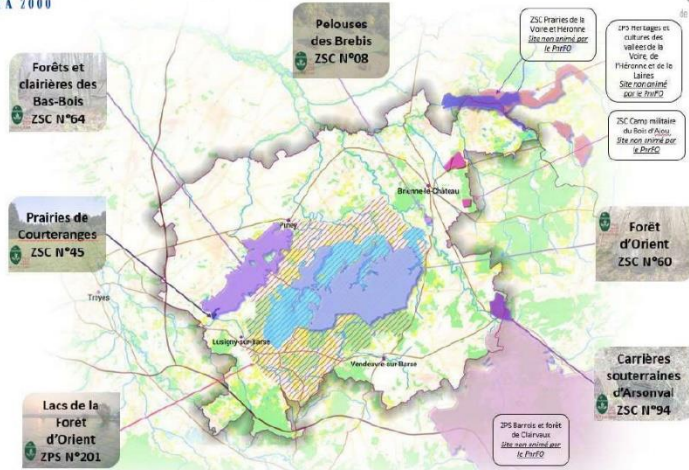 A 2000
Pelouses
des Brebis
ZSC N°08
ZSC Prairies de la
Voire et Héronne
Site non animé par
le PnrFO
ZPS Herbages et
cultures des
vallées de la
Voire, de
l'Héronne et de la
Laines
Site non animé
par le PnrFO
ZSC Camp militaire
du Bois d'Ajou
Site non animé par
le PnrFO
Forêts et
clairières des
Bas-Bois
ZSC N°64
Prairies de
Courteranges
ZSC N°45
Brienne-le-Château
Piney
Troyes
Lusigny-sur-Barse
Vendeuvre-sur-Barse
Forêt
d'Orient
ZSC N°60
Carrières
souterraines
d'Arsonval
ZSC N°94
Lacs de la
Forêt
d'Orient
ZPS N°201
ZPS Barrois et forêt
de Clairvaux
Site non animé par
le PnrFO